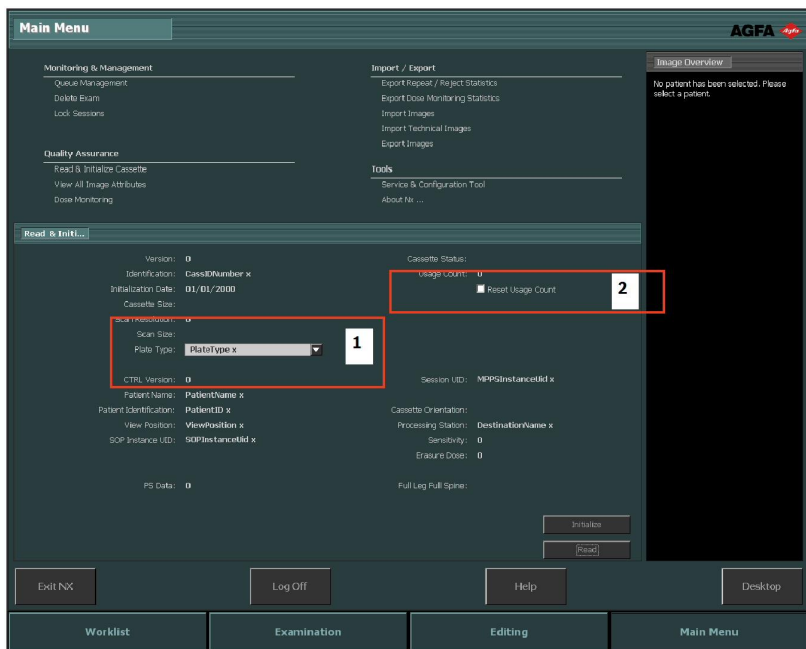 Main Menu
AGFA Agfa
Monitoring & Management
Queue Management
Delete Exam
Lock Sessions
Quality Assurance
Read & Initialize Cassette
View All Image Attributes
Dose Monitoring
Import / Export
Export Repeat / Reject Statistics
Export Dose Monitoring Statistics
Import Images
Import Technical Images
Export Images
Tools
Service & Configuration Tool
About Nx ...
Image Overview
No patient has been selected. Please
select a patient.
Read & Initi...
Version: 0
Identification: CassIDNumber x
Initialization Date: 01/01/2000
Cassette Size:
Scan Resolution: 0
Scan Size:
Plate Type: PlateType x
1
CTRL Version: 0
Patient Name: PatientName x
Patient Identification: PatientID x
View Position: ViewPosition x
SOP Instance UID: SOPInstanceUid x
PS Data: 0
Cassette Status:
Usage Count: 0
Reset Usage Count
2
Session UID: MPPSInstanceUid x
Cassette Orientation:
Processing Station: DestinationName x
Sensitivity: 0
Erasure Dose: 0
Full Leg Full Spine:
Initialize
Read
Exit NX
Log Off
Help
Desktop
Worklist
Examination
Editing
Main Menu